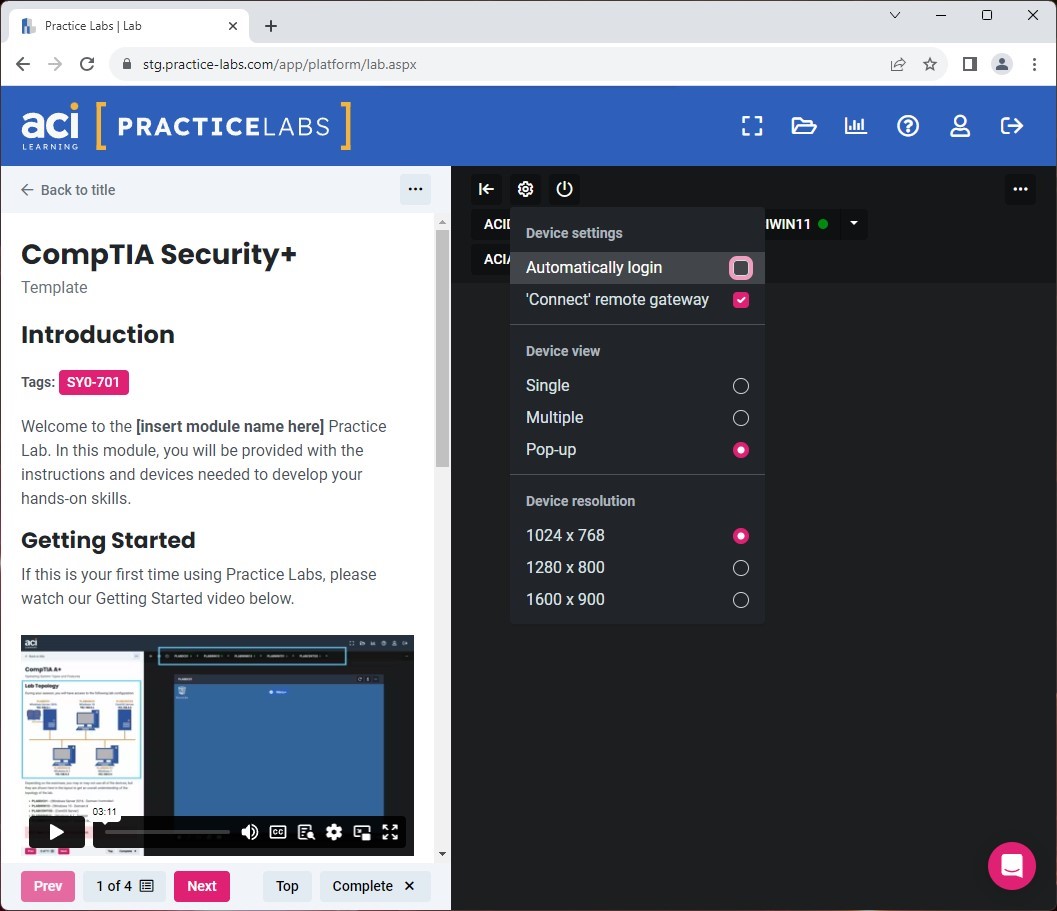 Practice Labs | Lab
stg.practice-labs.com/app/platform/lab.aspx
aci
LEARNING
PRACTICELABS
Back to title
CompTIA Security+
Template
Introduction
Tags: SY0-701
Welcome to the [insert module name here] Practice
Lab. In this module, you will be provided with the
instructions and devices needed to develop your
hands-on skills.
Getting Started
If this is your first time using Practice Labs, please
watch our Getting Started video below.
aci
CompTIA A+
Lab Topology
03:11
CC
Prev
1 of 4
Next
Top
Complete
Device settings
Automatically login
'Connect' remote gateway
Device view
Single
Multiple
Pop-up
Device resolution
1024 x 768
1280 x 800
1600 x 900